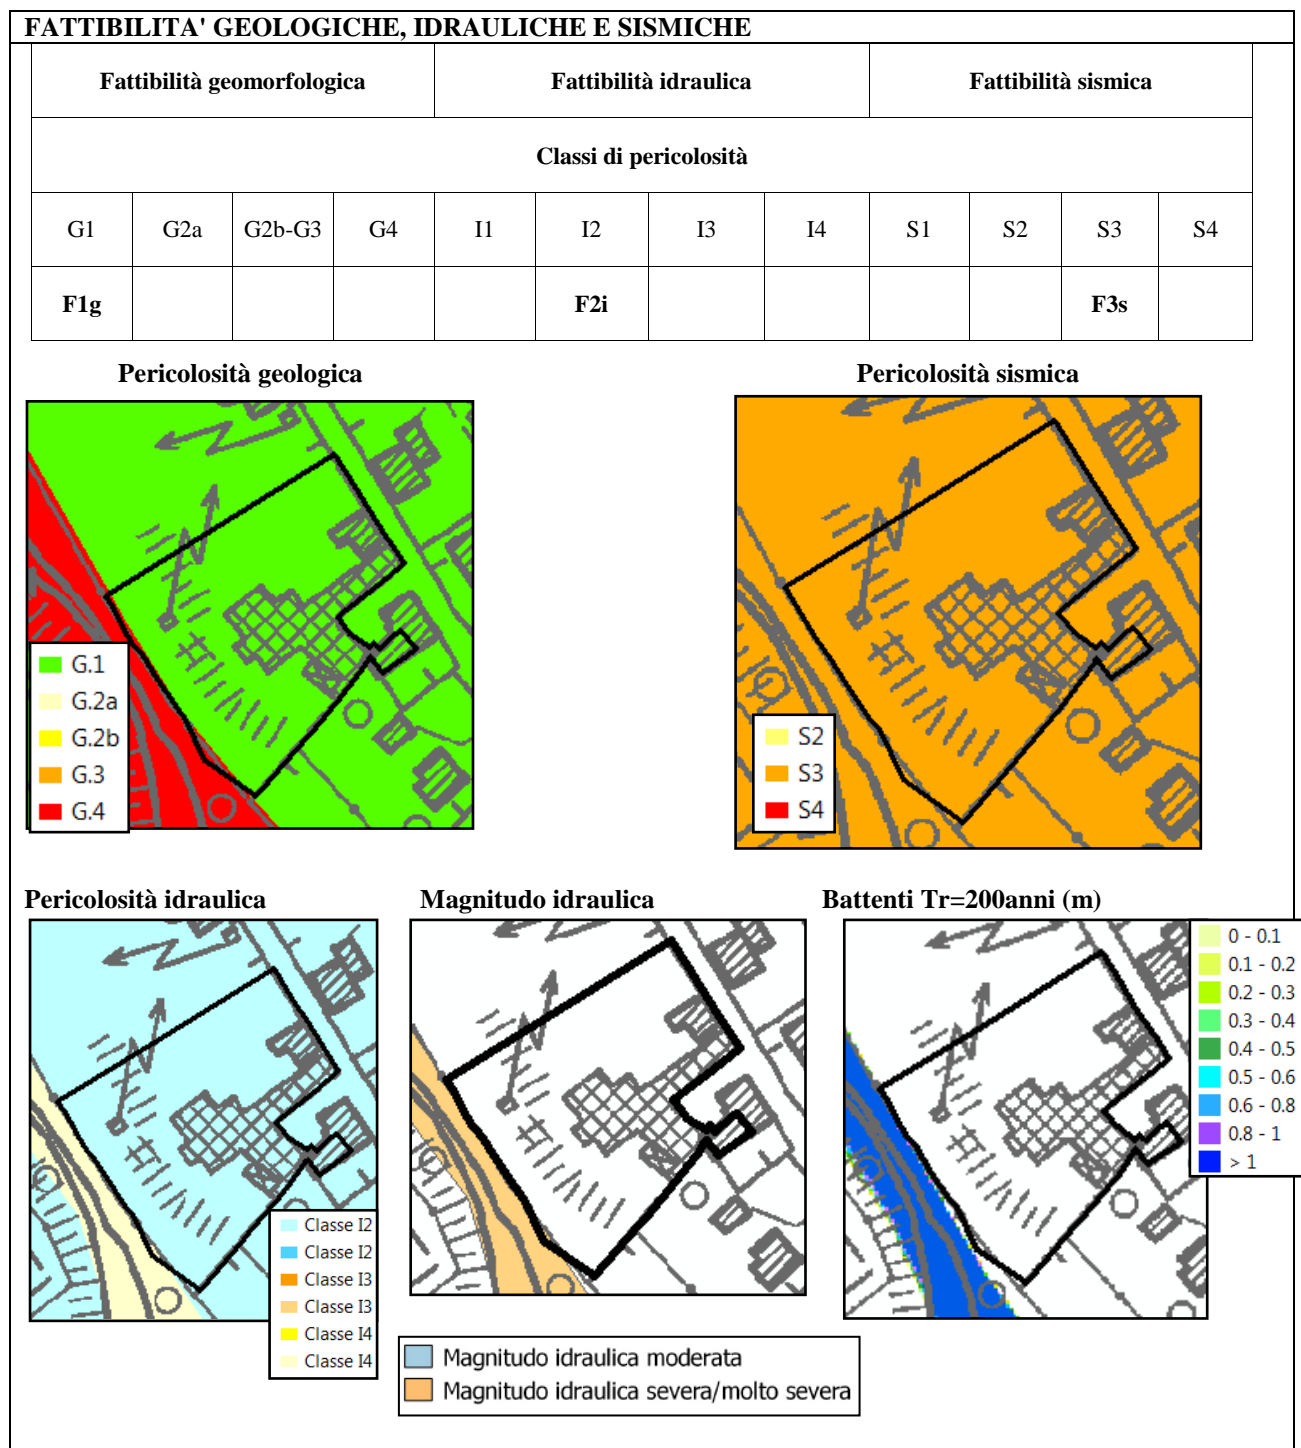 FATTIBILITA' GEOLOGICHE, IDRAULICHE E SISMICHE
Fattibilità geomorfologica Fattibilità idraulica Fattibilità sismica
Classi di pericolosità
G1 G2a G2b-G3 G4 I1 I2 I3 I4 S1 S2 S3 S4
F1g F2i F3s
Pericolosità geologica
G.1
G.2a
G.2b
G.3
G.4
Pericolosità sismica
S2
S3
S4
Pericolosità idraulica
Classe I2
Classe I2
Classe I3
Classe I3
Classe I4
Classe I4
Magnitudo idraulica
Magnitudo idraulica moderata
Magnitudo idraulica severa/molto severa
Battenti Tr=200anni (m)
0 - 0.1
0.1 - 0.2
0.2 - 0.3
0.3 - 0.4
0.4 - 0.5
0.5 - 0.6
0.6 - 0.8
0.8 - 1
> 1